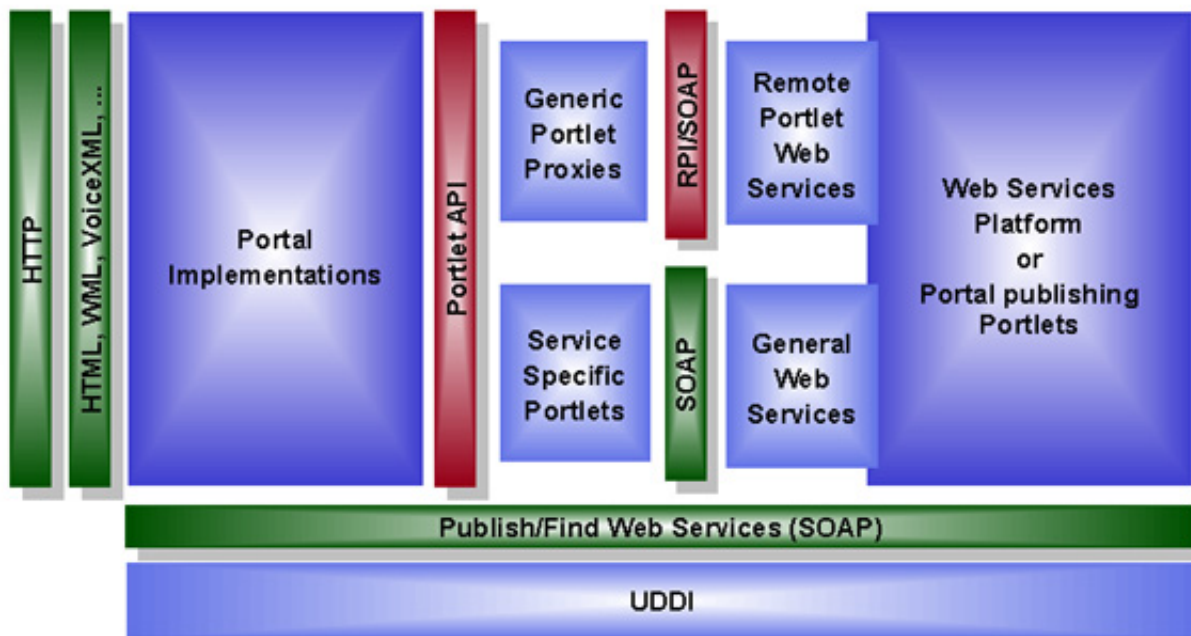 HTTP
HTML, WML, VoiceXML, ...
Portal
Implementations
Portlet API
Generic
Portlet
Proxies
RPI/SOAP
Remote
Portlet
Web
Services
Service
Specific
Portlets
SOAP
General
Web
Services
Web Services
Platform
or
Portal publishing
Portlets
Publish/Find Web Services (SOAP)
UDDI